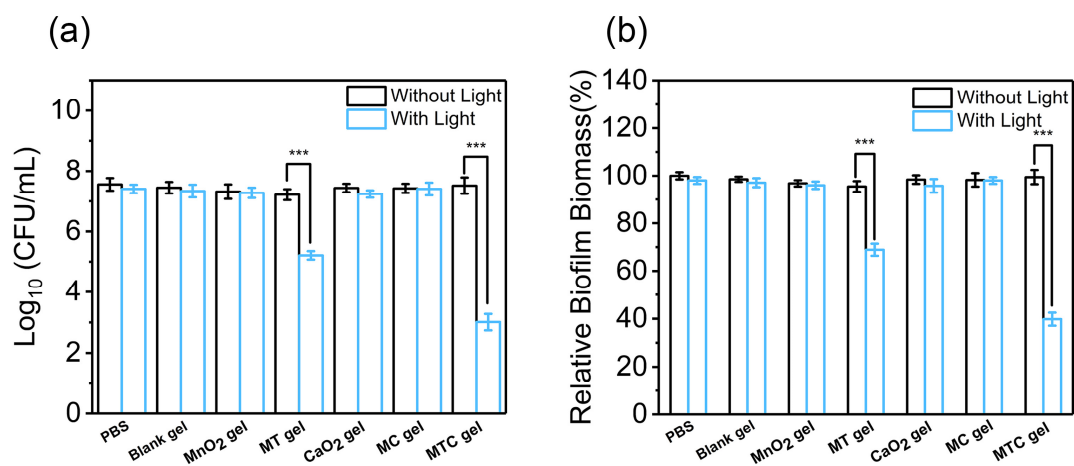 (a)
Log10 (CFU/mL)
10
8
6
4
2
0
Without Light
With Light
***
***
PBS
Blank gel
MnO2 gel
MT gel
CaO2 gel
MC gel
MTC gel
(b)
Relative Biofilm Biomass(%)
140
120
100
80
60
40
20
0
Without Light
With Light
***
***
PBS
Blank gel
MnO2 gel
MT gel
CaO2 gel
MC gel
MTC gel